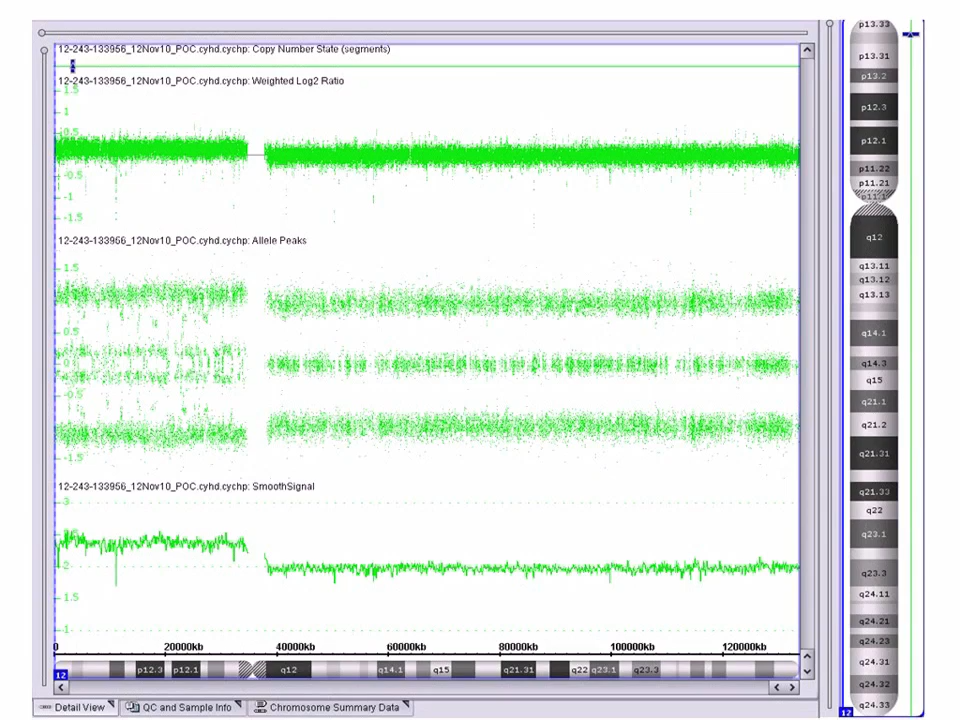 12-243-133956_12Nov10_POC.cyhd.cychp: Copy Number State (segments)
12-243-133956_12Nov10_POC.cyhd.cychp: Weighted Log2 Ratio
1.5
1
0.5
-0.5
-1
-1.5
12-243-133956_12Nov10_POC.cyhd.cychp: Allele Peaks
1.5
0.5
0
-0.5
-1.5
12-243-133956_12Nov10_POC.cyhd.cychp: SmoothSignal
3
2
1.5
1
0 20000kb 40000kb 60000kb 80000kb 100000kb 120000kb
12 p12.3 p12.1 q12 q14.1 q15 q21.31 q22 q23.1 q23.3
Detail View QC and Sample Info Chromosome Summary Data
p13.33
p13.31
p13.2
p12.3
p12.1
p11.22
p11.21
p11.1
q12
q13.11
q13.12
q13.13
q14.1
q14.3
q15
q21.1
q21.2
q21.31
q21.33
q22
q23.1
q23.3
q24.11
q24.21
q24.23
q24.31
q24.32
q24.33
12